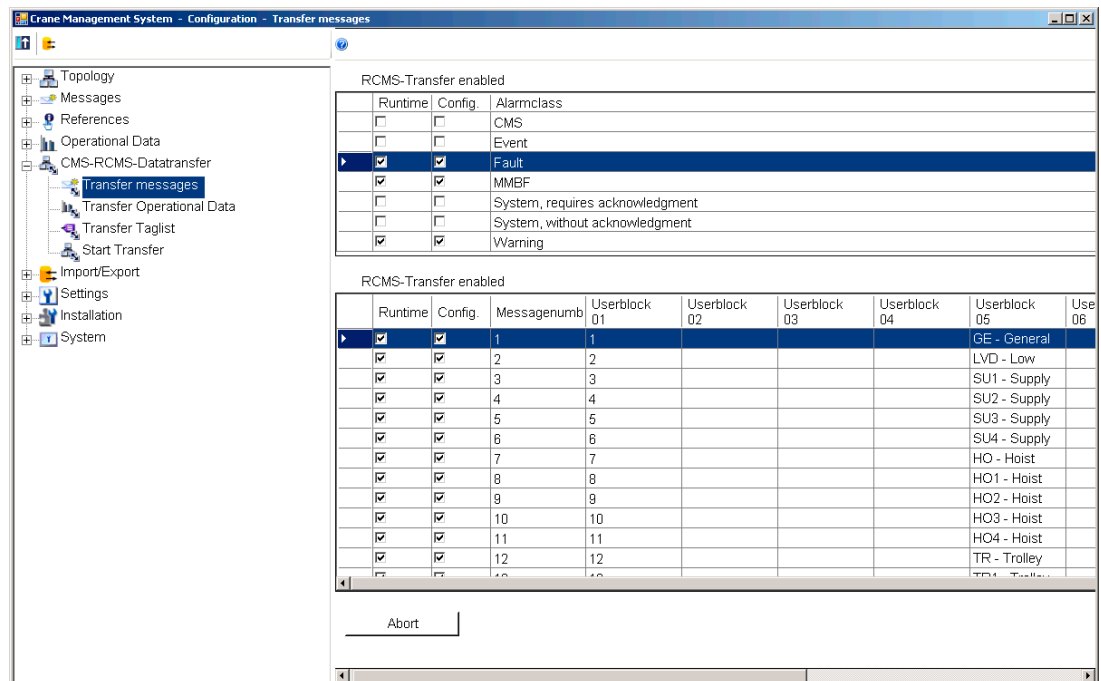 Crane Management System - Configuration - Transfer messages
Topology
Messages
References
Operational Data
CMS-RCMS-Datatransfer
Transfer messages
Transfer Operational Data
Transfer Taglist
Start Transfer
Import/Export
Settings
Installation
System
RCMS-Transfer enabled
Runtime Config. Alarmclass
CMS
Event
Fault
MMBF
System, requires acknowledgment
System, without acknowledgment
Warning
RCMS-Transfer enabled
Runtime Config. Messagenumb Userblock 01 Userblock 02 Userblock 03 Userblock 04 Userblock 05 Use 06
1 1 GE - General
2 2 LVD - Low
3 3 SU1 - Supply
4 4 SU2 - Supply
5 5 SU3 - Supply
6 6 SU4 - Supply
7 7 HO - Hoist
8 8 HO1 - Hoist
9 9 HO2 - Hoist
10 10 HO3 - Hoist
11 11 HO4 - Hoist
12 12 TR - Trolley
Abort